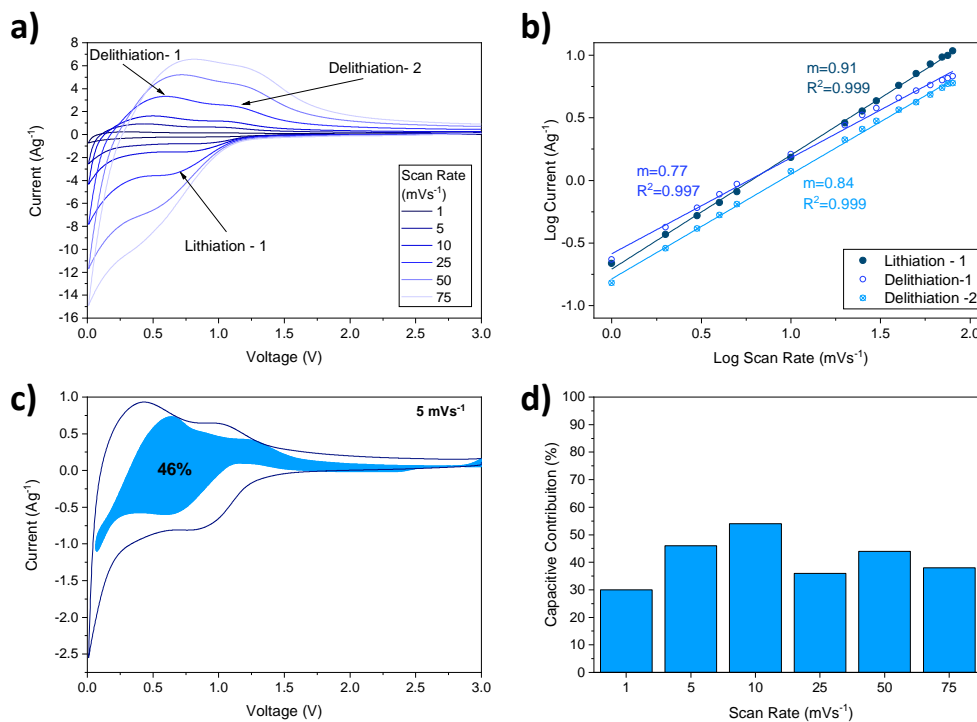 a)
8
6
4
2
0
-2
-4
-6
-8
-10
-12
-14
-16
0.0 0.5 1.0 1.5 2.0 2.5 3.0
Current (Ag⁻¹)
Voltage (V)
Delithiation- 1
Delithiation- 2
Lithiation - 1
Scan Rate
(mVs⁻¹)
1
5
10
25
50
75
b)
1.0
0.5
0.0
-0.5
-1.0
0.0 0.5 1.0 1.5 2.0
Log Current (Ag⁻¹)
Log Scan Rate (mVs⁻¹)
m=0.91
R²=0.999
m=0.77
R²=0.997
m=0.84
R²=0.999
Lithiation - 1
Delithiation-1
Delithiation -2
c)
1.0
0.5
0.0
-0.5
-1.0
-1.5
-2.0
-2.5
0.0 0.5 1.0 1.5 2.0 2.5 3.0
Current (Ag⁻¹)
Voltage (V)
5 mVs⁻¹
46%
d)
100
90
80
70
60
50
40
30
20
10
0
1 5 10 25 50 75
Capacitive Contribuiton (%)
Scan Rate (mVs⁻¹)